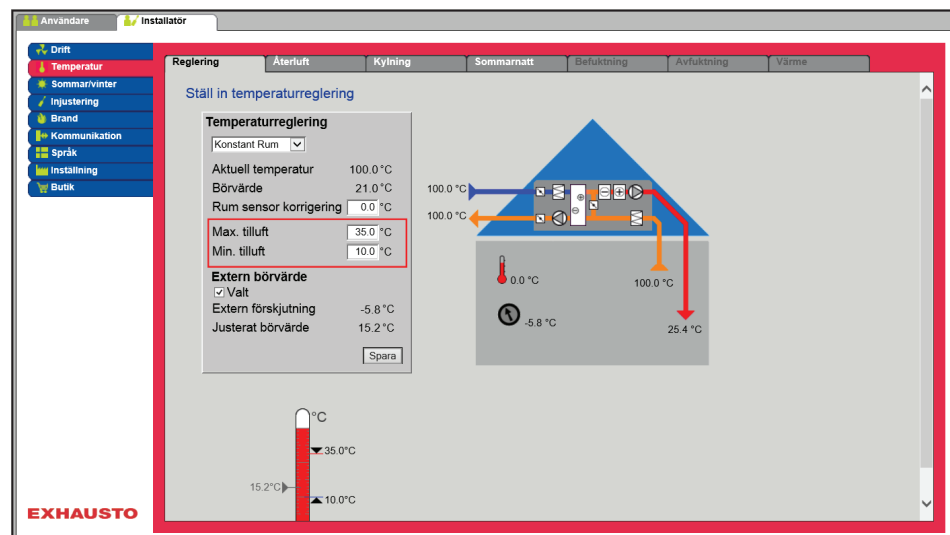 Användare Installatör
Drift
Temperatur
Sommar/vinter
Injustering
Brand
Kommunikation
Språk
Inställning
Butik
Reglering Återluft Kylning Sommarnatt Befuktning Avfuktning Värme
Ställ in temperaturreglering
Temperaturreglering
Konstant Rum
Aktuell temperatur 100.0 °C
Börvärde 21.0 °C
Rum sensor korrigering 0.0 °C
Max. tilluft 35.0 °C
Min. tilluft 10.0 °C
Extern börvärde
Valt
Extern förskjutning -5.8 °C
Justerat börvärde 15.2 °C
Spara
100.0 °C
100.0 °C
0.0 °C
100.0 °C
-5.8 °C
25.4 °C
°C
35.0°C
15.2°C
10.0°C
EXHAUSTO